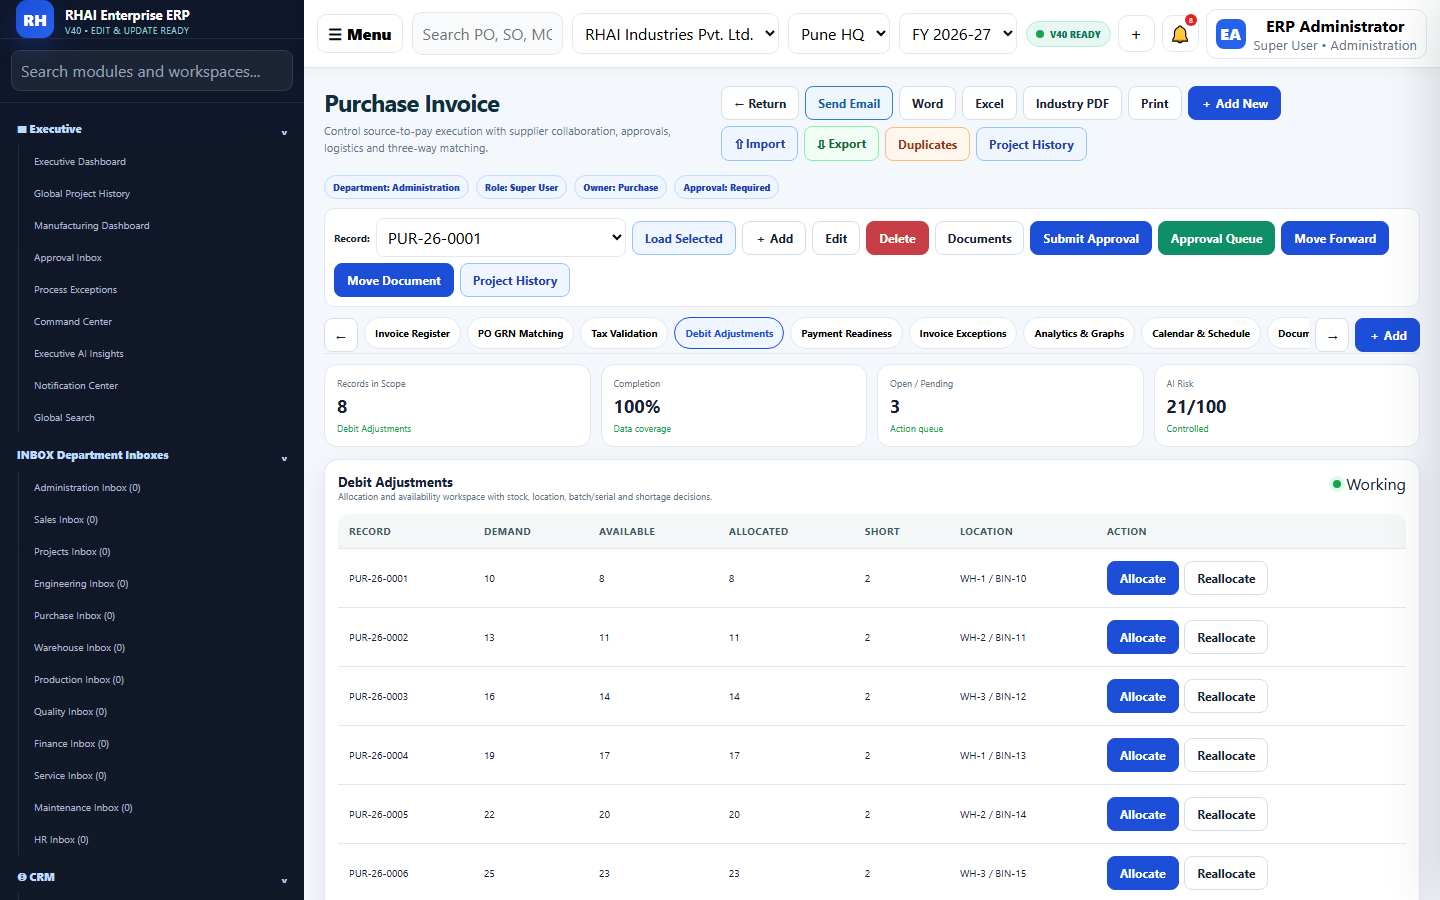 RH
RHAI Enterprise ERP
V40 • EDIT & UPDATE READY
Search modules and workspaces...
Executive
Executive Dashboard
Global Project History
Manufacturing Dashboard
Approval Inbox
Process Exceptions
Command Center
Executive AI Insights
Notification Center
Global Search
INBOX Department Inboxes
Administration Inbox (0)
Sales Inbox (0)
Projects Inbox (0)
Engineering Inbox (0)
Purchase Inbox (0)
Warehouse Inbox (0)
Production Inbox (0)
Quality Inbox (0)
Finance Inbox (0)
Service Inbox (0)
Maintenance Inbox (0)
HR Inbox (0)
CRM
☰ Menu
Search PO, SO, MC
RHAI Industries Pvt. Ltd.
Pune HQ
FY 2026-27
V40 READY
+
8
EA
ERP Administrator
Super User • Administration
Purchase Invoice
Control source-to-pay execution with supplier collaboration, approvals,
logistics and three-way matching.
← Return
Send Email
Word
Excel
Industry PDF
Print
+ Add New
⇧ Import
⇩ Export
Duplicates
Project History
Department: Administration
Role: Super User
Owner: Purchase
Approval: Required
Record:
PUR-26-0001
Load Selected
+ Add
Edit
Delete
Documents
Submit Approval
Approval Queue
Move Forward
Move Document
Project History
←
Invoice Register
PO GRN Matching
Tax Validation
Debit Adjustments
Payment Readiness
Invoice Exceptions
Analytics & Graphs
Calendar & Schedule
Docum
→
+ Add
Records in Scope
8
Debit Adjustments
Completion
100%
Data coverage
Open / Pending
3
Action queue
AI Risk
21/100
Controlled
Debit Adjustments
Allocation and availability workspace with stock, location, batch/serial and shortage decisions.
Working
RECORD DEMAND AVAILABLE ALLOCATED SHORT LOCATION ACTION
PUR-26-0001 10 8 8 2 WH-1 / BIN-10 Allocate Reallocate
PUR-26-0002 13 11 11 2 WH-2 / BIN-11 Allocate Reallocate
PUR-26-0003 16 14 14 2 WH-3 / BIN-12 Allocate Reallocate
PUR-26-0004 19 17 17 2 WH-1 / BIN-13 Allocate Reallocate
PUR-26-0005 22 20 20 2 WH-2 / BIN-14 Allocate Reallocate
PUR-26-0006 25 23 23 2 WH-3 / BIN-15 Allocate Reallocate